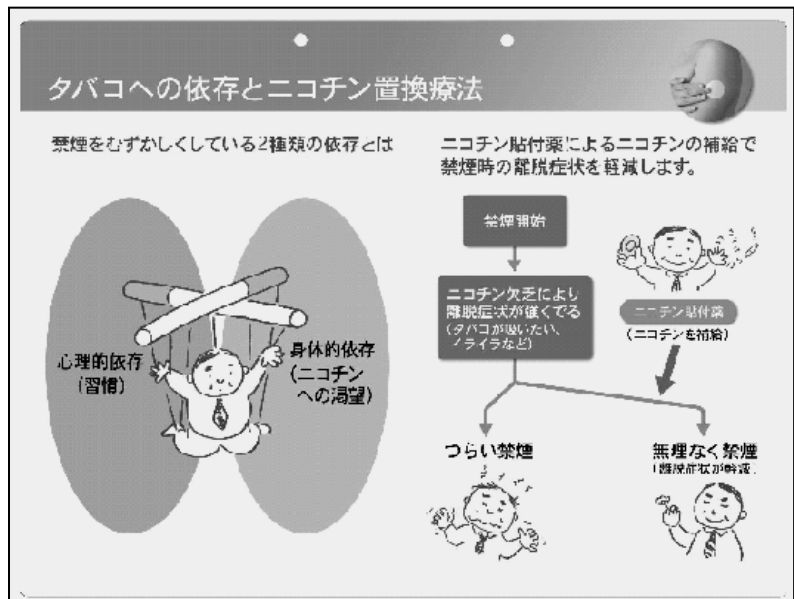 タバコへの依存とニコチン置換療法
禁煙をむずかしくしている2種類の依存とは
心理的依存
(習慣)
身体的依存
(ニコチン
への渇望)
ニコチン貼付薬によるニコチンの補給で
禁煙時の離脱症状を軽減します。
禁煙開始
ニコチン欠乏により
離脱症状が強くでる
(タバコが吸いたい、
イライラなど)
ニコチン貼付薬
(ニコチンを補給)
つらい禁煙
無理なく禁煙
(離脱症状が軽減)